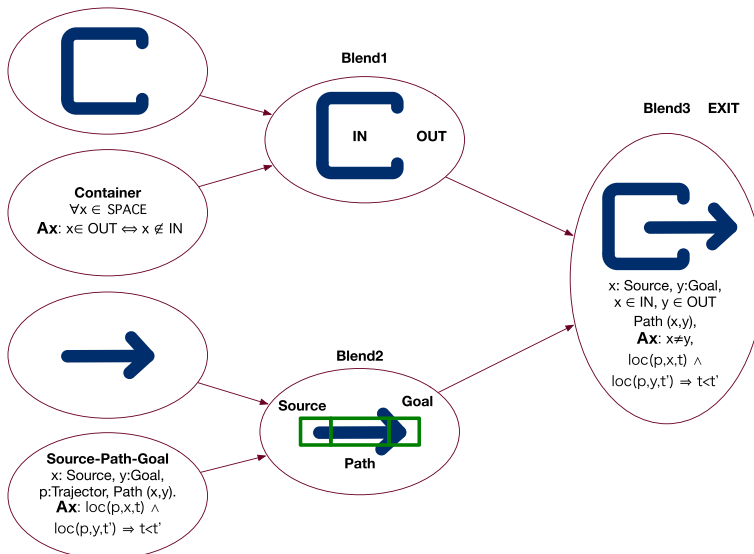 Blend1
IN OUT
Container
∀x ∈ SPACE
Ax: x∈ OUT ⇔ x ∉ IN
Blend2
Source Goal
Path
Source-Path-Goal
x: Source, y:Goal,
p:Trajector, Path (x,y).
Ax: loc(p,x,t) ∧
loc(p,y,t') ⇒ t<t'
Blend3 EXIT
x: Source, y:Goal,
x ∈ IN, y ∈ OUT
Path (x,y),
Ax: x≠y,
loc(p,x,t) ∧
loc(p,y,t') ⇒ t<t'